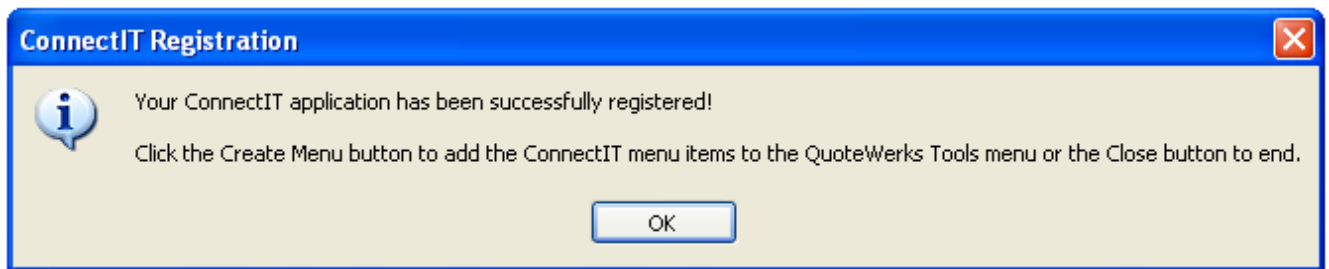 ConnectIT Registration
Your ConnectIT application has been successfully registered!
Click the Create Menu button to add the ConnectIT menu items to the QuoteWerks Tools menu or the Close button to end.
OK